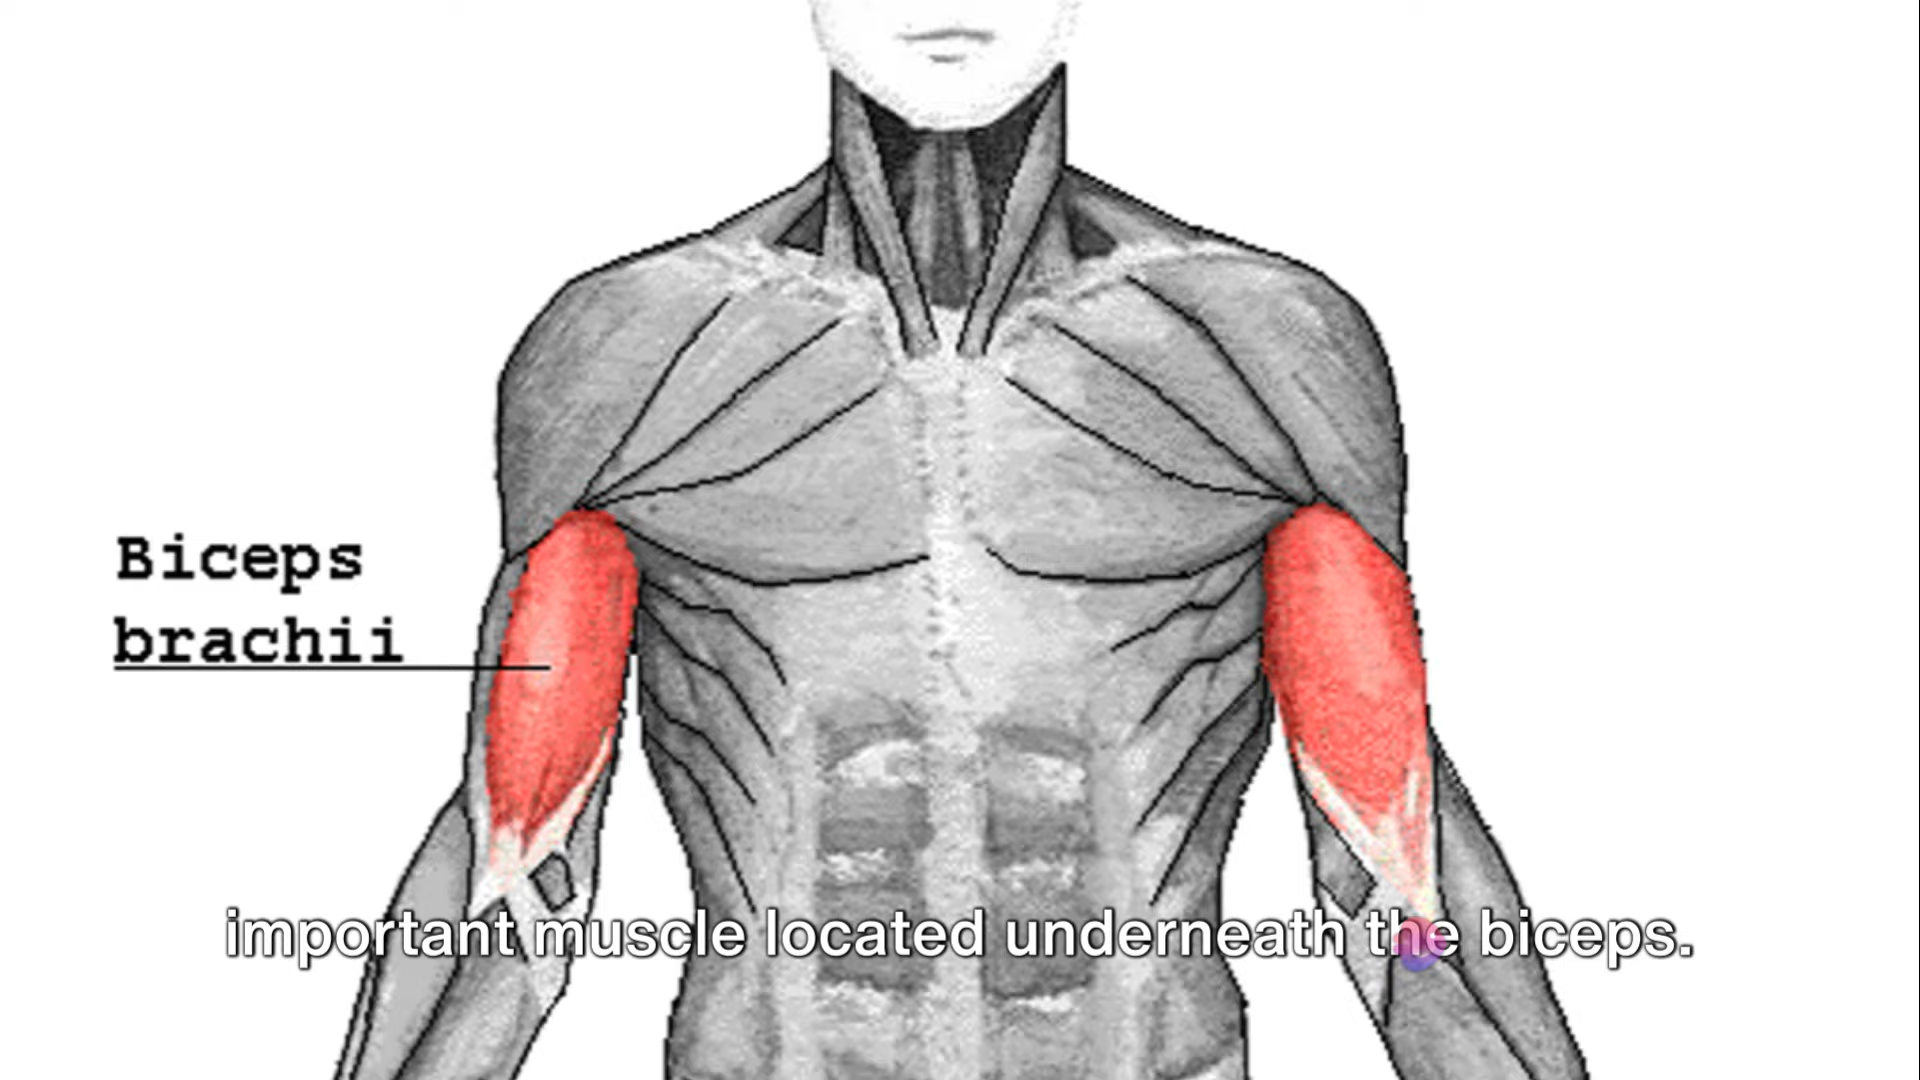 Biceps
brachii
important muscle located underneath the biceps.